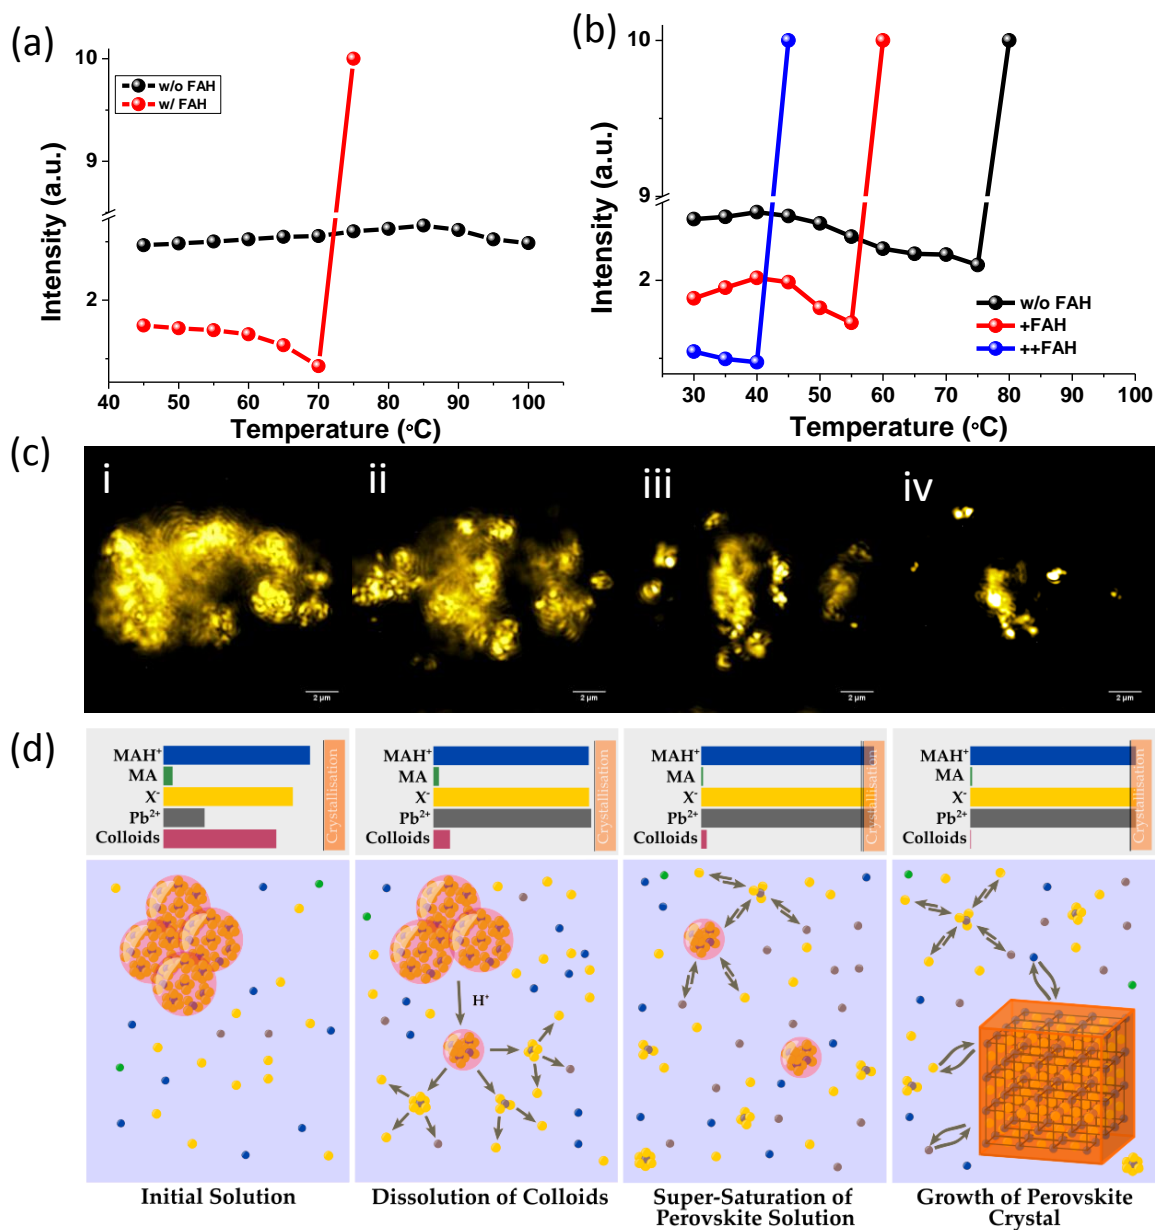 (a)
10
9
2
w/o FAH
w/ FAH
Intensity (a.u.)
40 50 60 70 80 90 100
Temperature (°C)
(b)
10
9
2
w/o FAH
+FAH
++FAH
Intensity (a.u.)
30 40 50 60 70 80 90 100
Temperature (°C)
(c)
i ii iii iv
2 µm 2 µm 2 µm 2 µm
(d)
MAH⁺
MA
X⁻
Pb²⁺
Colloids
Crystallisation
MAH⁺
MA
X⁻
Pb²⁺
Colloids
Crystallisation
MAH⁺
MA
X⁻
Pb²⁺
Colloids
Crystallisation
MAH⁺
MA
X⁻
Pb²⁺
Colloids
Crystallisation
H⁺
Initial Solution
Dissolution of Colloids
Super-Saturation of
Perovskite Solution
Growth of Perovskite
Crystal